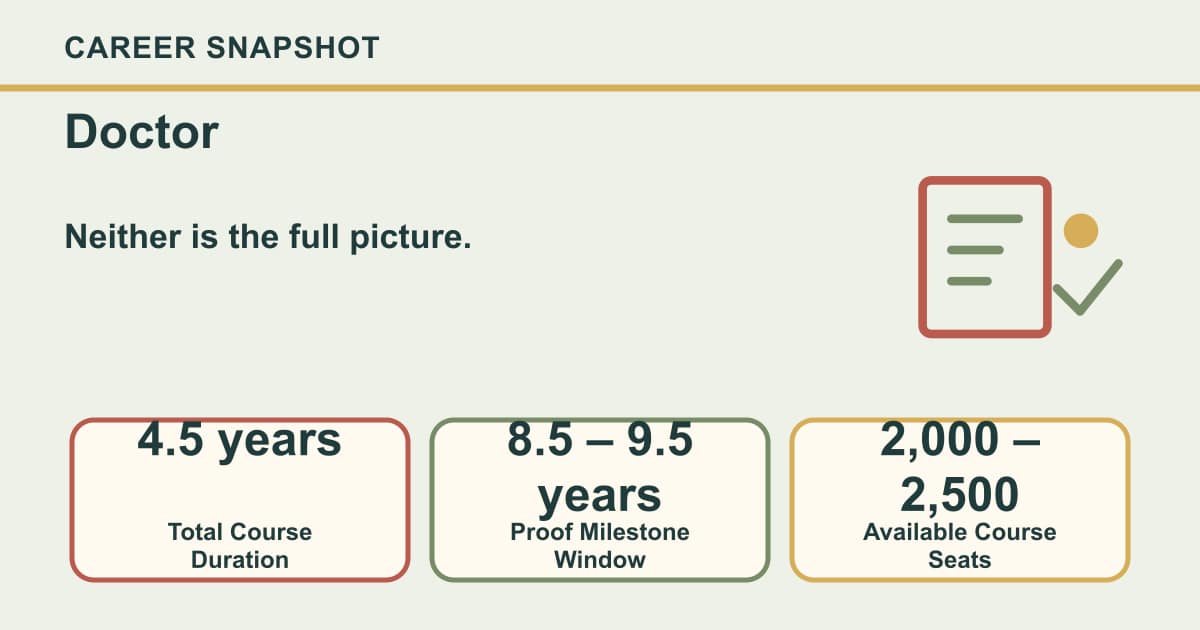 CAREER SNAPSHOT
Doctor
Neither is the full picture.
4.5 years
Total Course
Duration
8.5 – 9.5
years
Proof Milestone
Window
2,000 –
2,500
Available Course
Seats